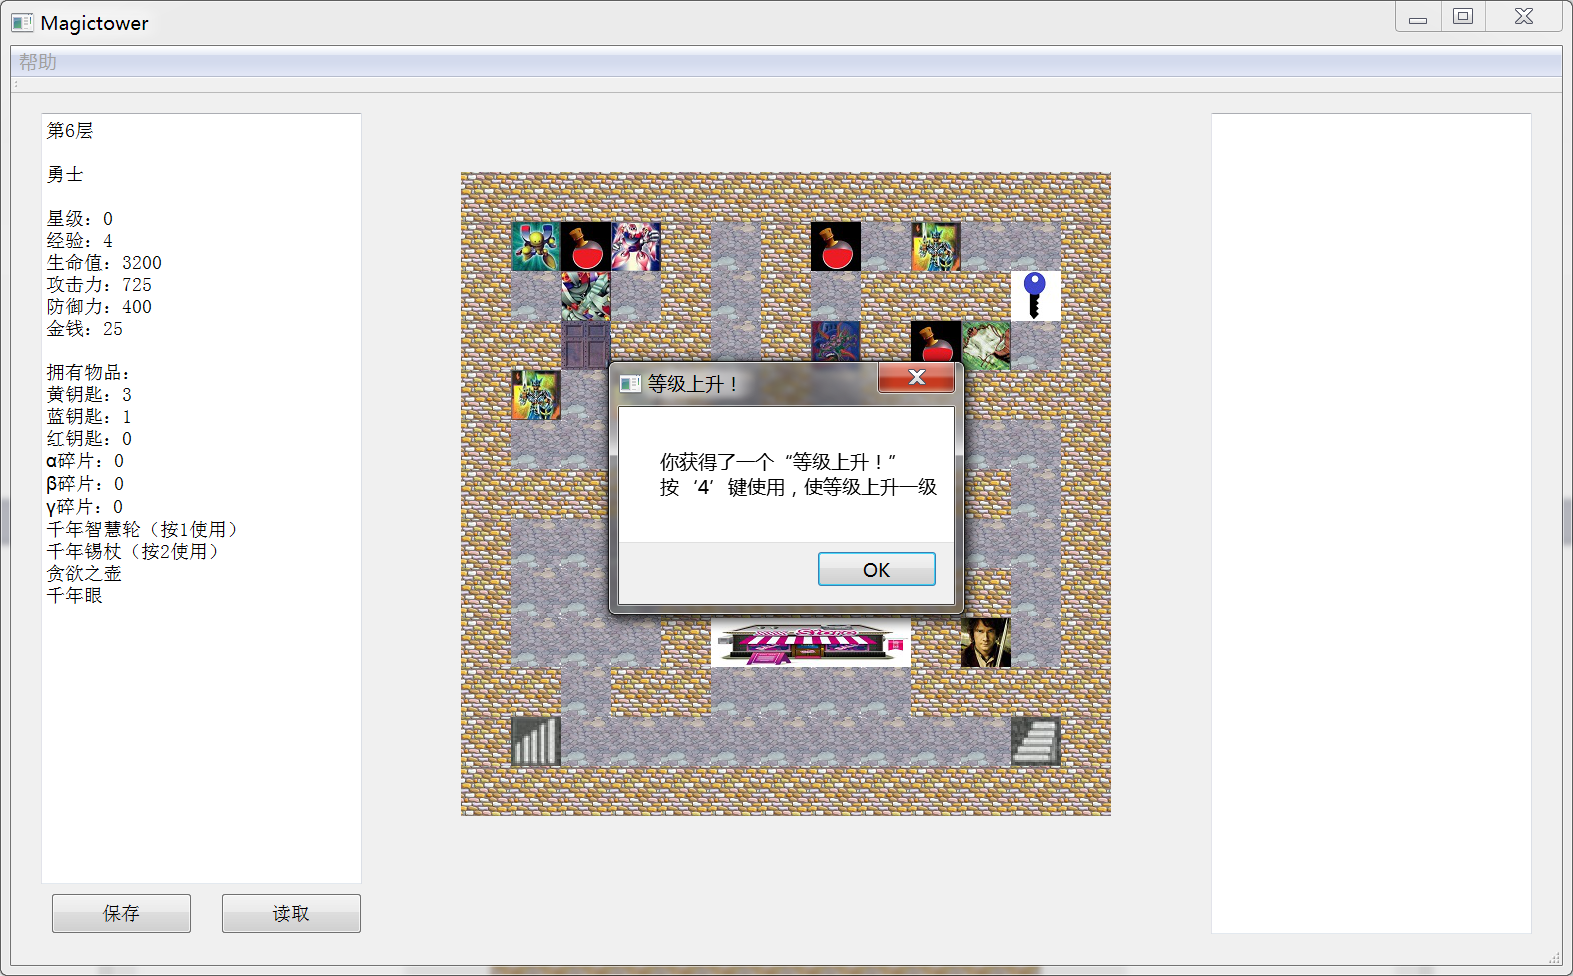 Magictower
帮助
第6层
勇士
星级：0
经验：4
生命值：3200
攻击力：725
防御力：400
金钱：25
拥有物品：
黄钥匙：3
蓝钥匙：1
红钥匙：0
α碎片：0
β碎片：0
γ碎片：0
千年智慧轮（按1使用）
千年锡杖（按2使用）
贪欲之壶
千年眼
保存
读取
等级上升！
你获得了一个“等级上升！”
按‘4’键使用，使等级上升一级
OK
Store